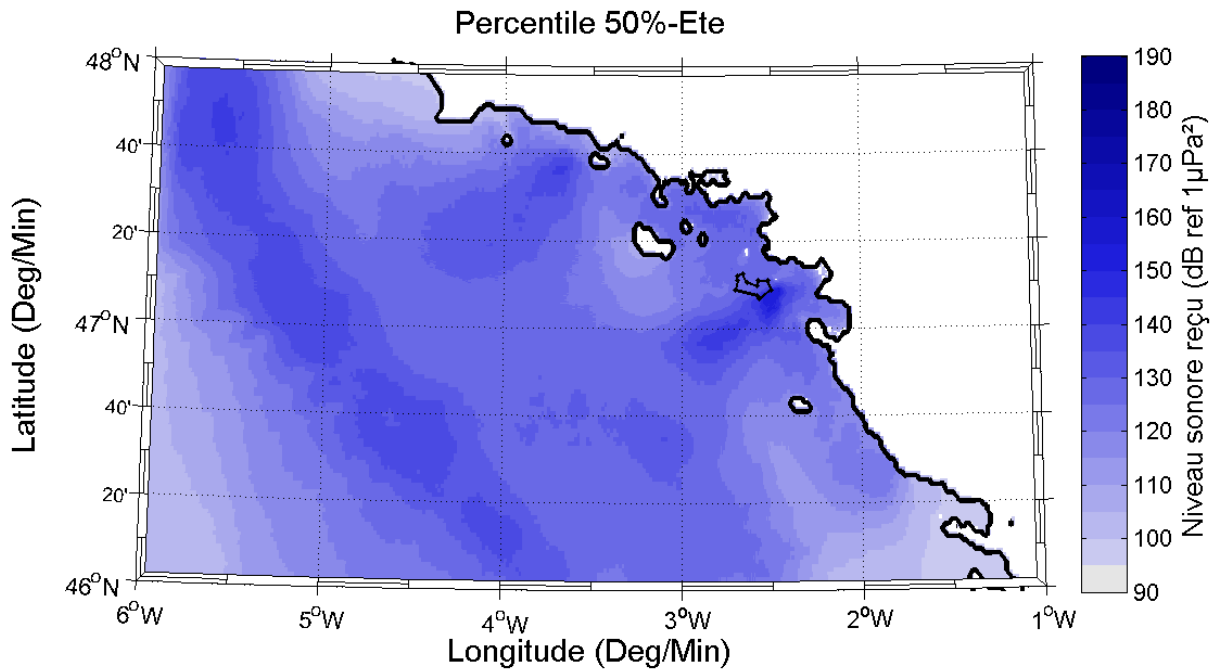 Percentile 50%-Ete
48°N
40'
20'
47°N
40'
20'
46°N
6°W
5°W
4°W
3°W
2°W
1°W
Latitude (Deg/Min)
Longitude (Deg/Min)
190
180
170
160
150
140
130
120
110
100
90
Niveau sonore reçu (dB ref 1µPa²)